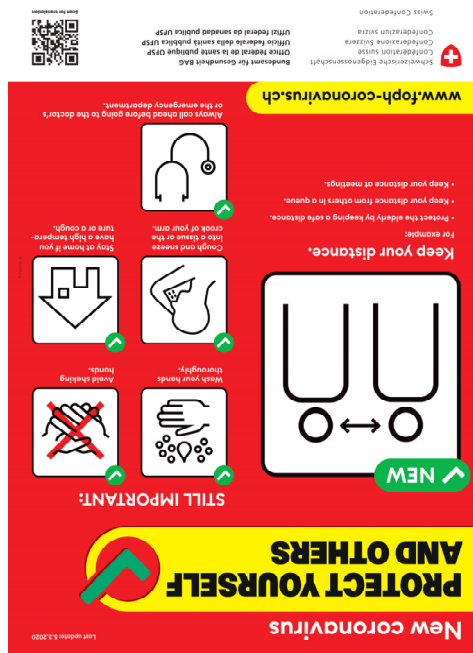 New coronavirus
Last update: 5.3.2020
PROTECT YOURSELF
AND OTHERS
NEW
Keep your distance.
For example:
• Protect the elderly by keeping a safe distance.
• Keep your distance from others in a queue.
• Keep your distance at meetings.
STILL IMPORTANT:
Wash your hands
thoroughly.
Avoid shaking
hands.
Cough and sneeze
into a tissue or the
crook of your arm.
Stay at home if you
have a high tempera-
ture or a cough.
Always call ahead before going to the doctor's
or the emergency department.
www.foph-coronavirus.ch
Schweizerische Eidgenossenschaft
Confédération suisse
Confederazione Svizzera
Confederaziun svizra
Swiss Confederation
Bundesamt für Gesundheit BAG
Office fédéral de la santé publique OFSP
Ufficio federale della sanità pubblica UFSP
Uffizi federal da sanadad publica UFSP
Scan for translation